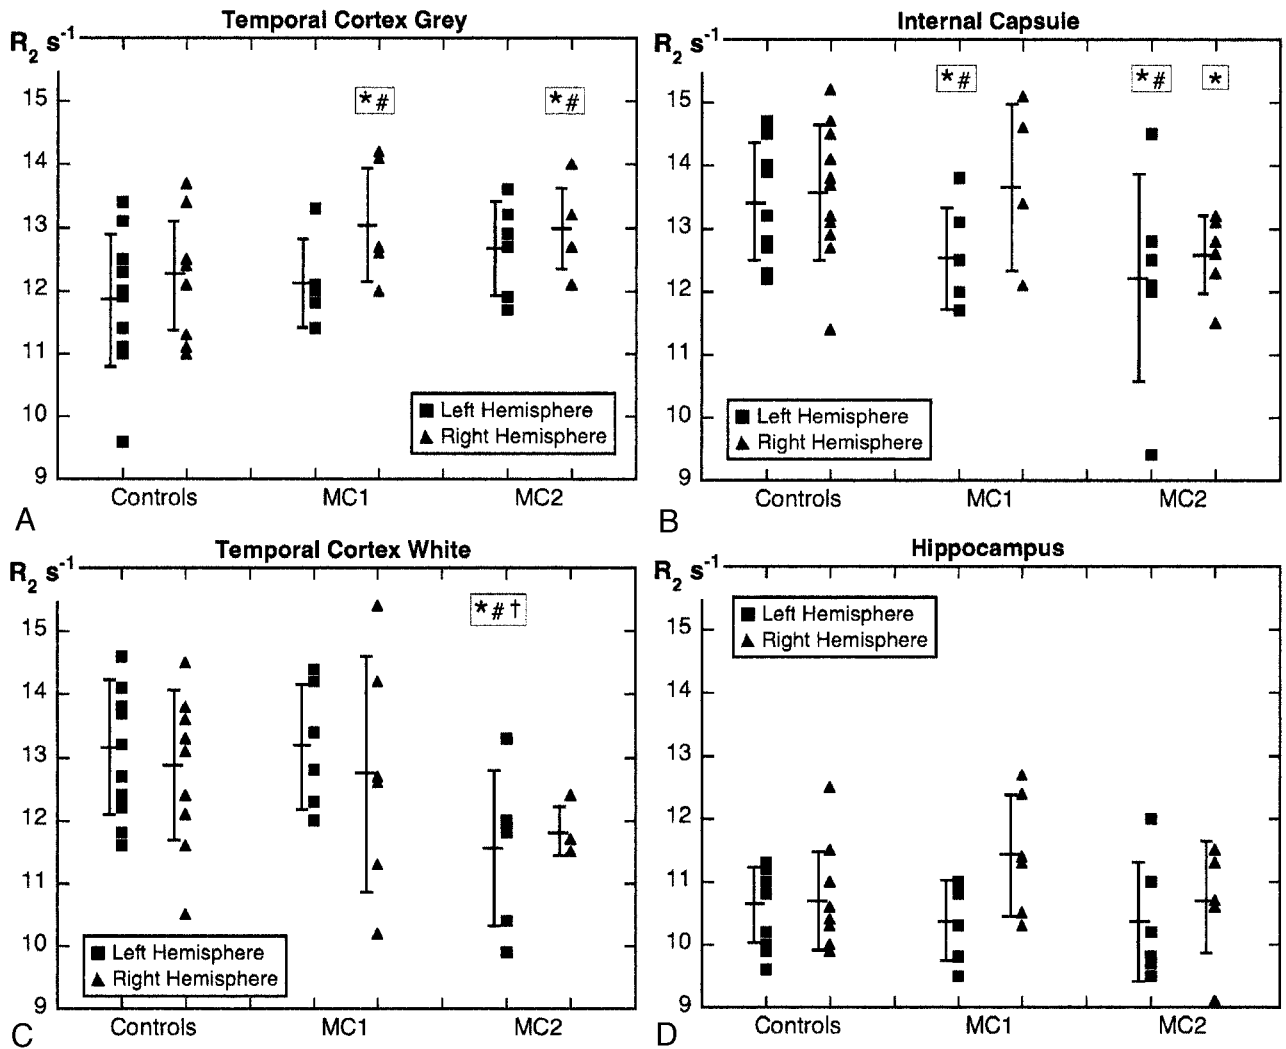 Temporal Cortex Grey
R2 s-1
15
14
13
12
11
10
9
*#
*#
Left Hemisphere
Right Hemisphere
Controls MC1 MC2
A
Internal Capsule
R2 s-1
15
14
13
12
11
10
9
*#
*#
*
Left Hemisphere
Right Hemisphere
Controls MC1 MC2
B
Temporal Cortex White
R2 s-1
15
14
13
12
11
10
9
*#†
Left Hemisphere
Right Hemisphere
Controls MC1 MC2
C
Hippocampus
R2 s-1
Left Hemisphere
Right Hemisphere
15
14
13
12
11
10
9
Controls MC1 MC2
D